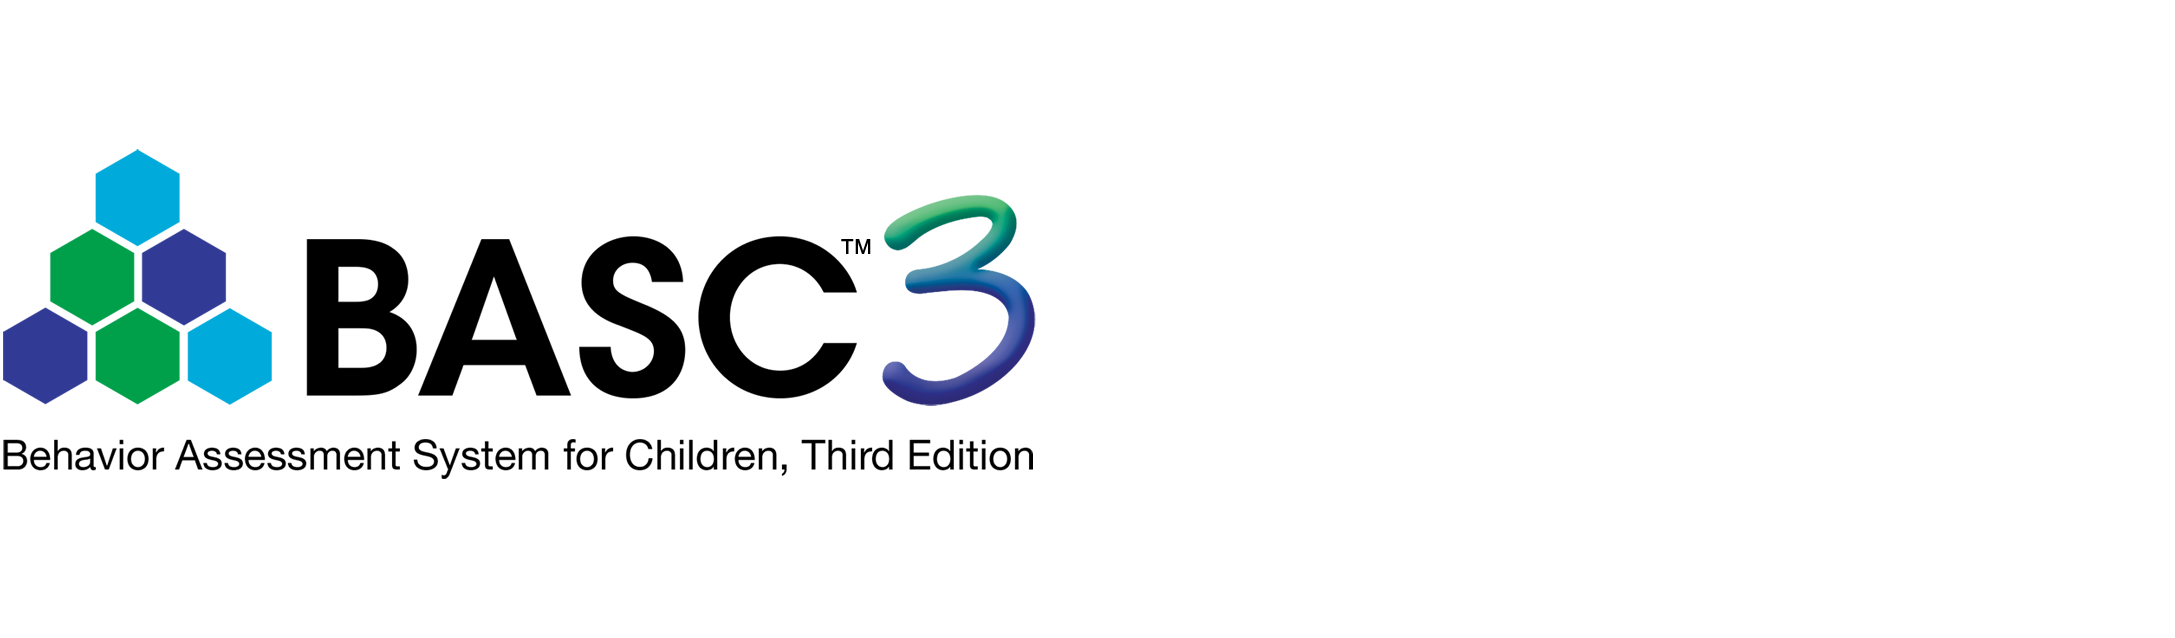 BASC™3
Behavior Assessment System for Children, Third Edition